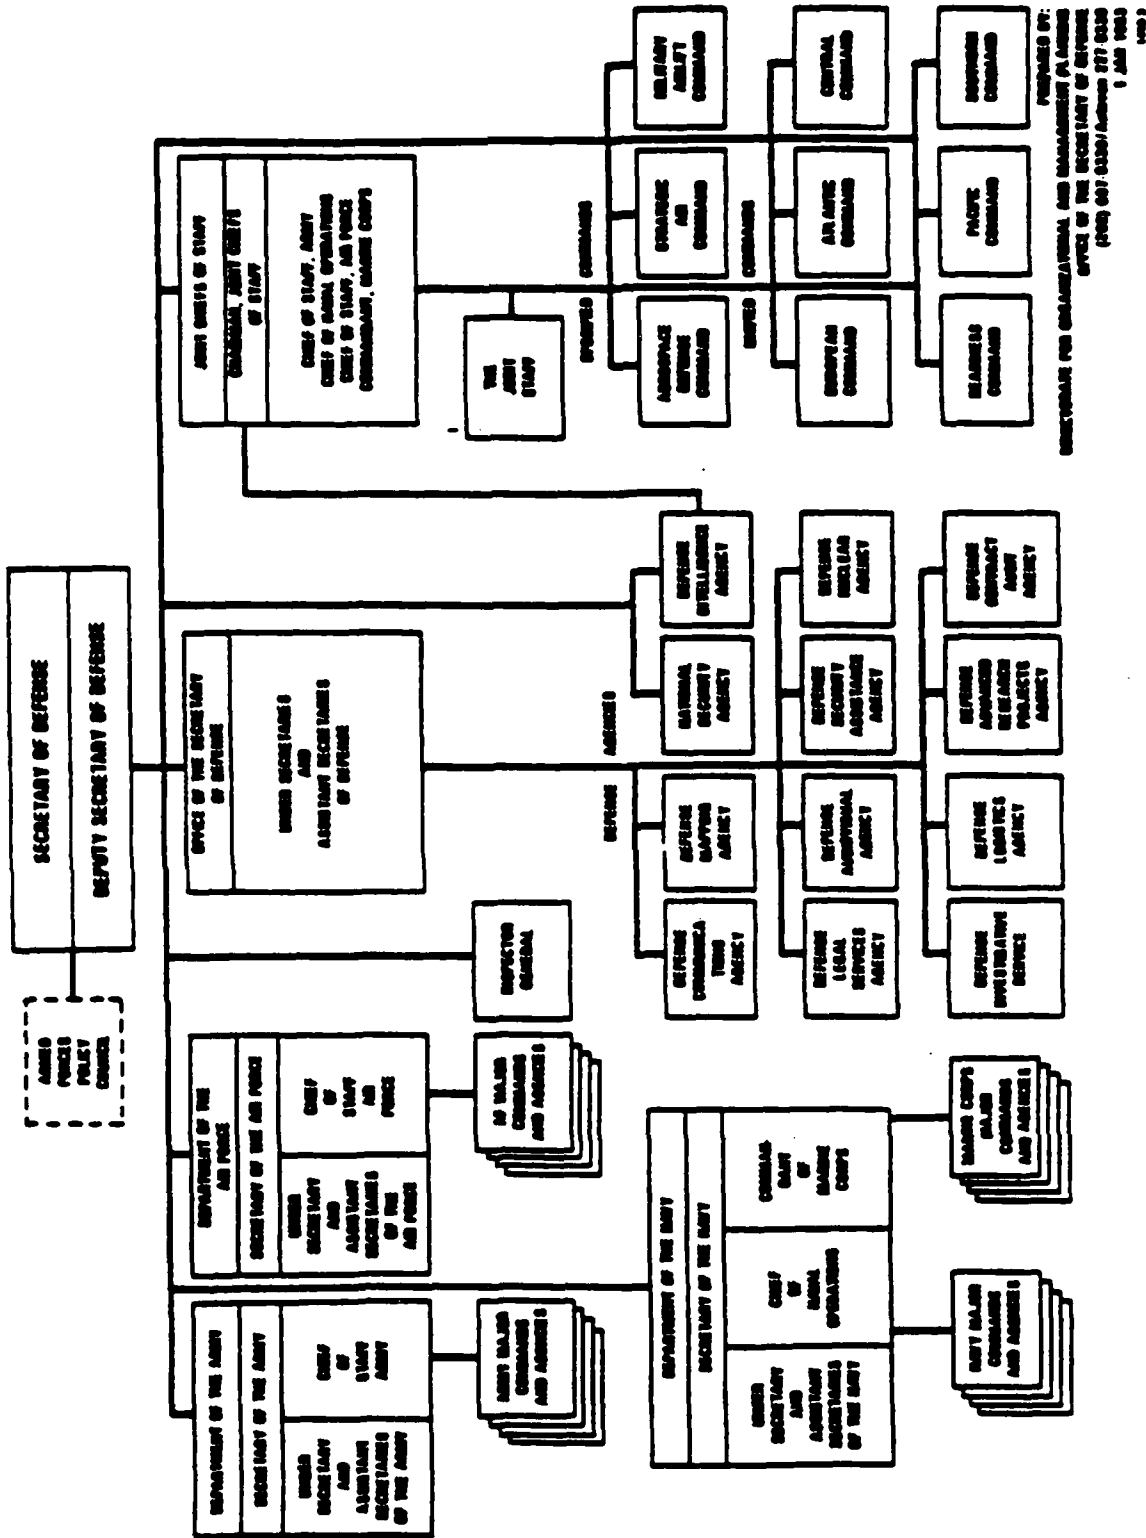 SECRETARY OF DEFENSE
DEPUTY SECRETARY OF DEFENSE
ARMED
FORCES
POLICY
COUNCIL
DEPARTMENT OF THE ARMY
SECRETARY OF THE ARMY
UNDER
SECRETARY
AND
ASSISTANT
SECRETARIES
OF THE ARMY
CHIEF
OF
STAFF
ARMY
ARMY MAJOR
COMMANDS
AND AGENCIES
DEPARTMENT OF THE
AIR FORCE
SECRETARY OF THE AIR FORCE
UNDER
SECRETARY
AND
ASSISTANT
SECRETARIES
OF THE
AIR FORCE
CHIEF
OF
STAFF
AIR
FORCE
AF MAJOR
COMMANDS
AND AGENCIES
DEPARTMENT OF THE NAVY
SECRETARY OF THE NAVY
UNDER
SECRETARY
AND
ASSISTANT
SECRETARIES
OF THE NAVY
CHIEF
OF
NAVAL
OPERATIONS
COMMAN-
DANT
OF
MARINE
CORPS
NAVY MAJOR
COMMANDS
AND AGENCIES
MARINE CORPS
MAJOR
COMMANDS
AND AGENCIES
INSPECTOR
GENERAL
OFFICE OF THE SECRETARY
OF DEFENSE
UNDER SECRETARIES
AND
ASSISTANT SECRETARIES
OF DEFENSE
DEFENSE AGENCIES
DEFENSE
COMMUNICA
TIONS
AGENCY
DEFENSE
MAPPING
AGENCY
NATIONAL
SECURITY
AGENCY
DEFENSE
INTELLIGENCE
AGENCY
DEFENSE
LEGAL
SERVICES
AGENCY
DEFENSE
AUDIOVISUAL
AGENCY
DEFENSE
SECURITY
ASSISTANCE
AGENCY
DEFENSE
NUCLEAR
AGENCY
DEFENSE
INVESTIGATIVE
SERVICE
DEFENSE
LOGISTICS
AGENCY
DEFENSE
ADVANCED
RESEARCH
PROJECTS
AGENCY
DEFENSE
CONTRACT
AUDIT
AGENCY
JOINT CHIEFS OF STAFF
CHAIRMAN, JOINT CHIEFS
OF STAFF
CHIEF OF STAFF, ARMY
CHIEF OF NAVAL OPERATIONS
CHIEF OF STAFF, AIR FORCE
COMMANDANT, MARINE CORPS
THE
JOINT
STAFF
SPECIFIED COMMANDS
AEROSPACE
DEFENSE
COMMAND
STRATEGIC
AIR
COMMAND
MILITARY
AIRLIFT
COMMAND
UNIFIED COMMANDS
EUROPEAN
COMMAND
ATLANTIC
COMMAND
CENTRAL
COMMAND
READINESS
COMMAND
PACIFIC
COMMAND
SOUTHERN
COMMAND
PREPARED BY:
DIRECTORATE FOR ORGANIZATIONAL AND MANAGEMENT PLANNING
OFFICE OF THE SECRETARY OF DEFENSE